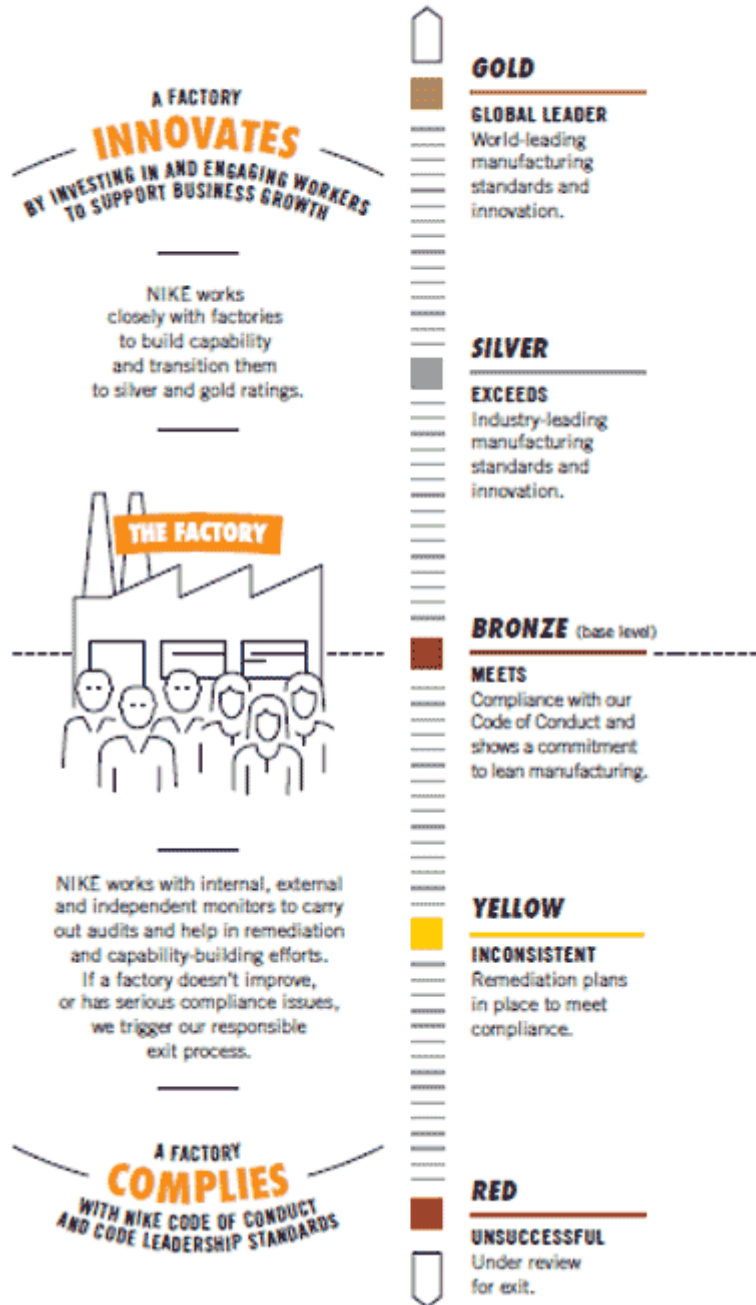 A FACTORY
INNOVATES
BY INVESTING IN AND ENGAGING WORKERS
TO SUPPORT BUSINESS GROWTH
NIKE works
closely with factories
to build capability
and transition them
to silver and gold ratings.
THE FACTORY
NIKE works with internal, external
and independent monitors to carry
out audits and help in remediation
and capability-building efforts.
If a factory doesn't improve,
or has serious compliance issues,
we trigger our responsible
exit process.
A FACTORY
COMPLIES
WITH NIKE CODE OF CONDUCT
AND CODE LEADERSHIP STANDARDS
GOLD
GLOBAL LEADER
World-leading
manufacturing
standards and
innovation.
SILVER
EXCEEDS
Industry-leading
manufacturing
standards and
innovation.
BRONZE (base level)
MEETS
Compliance with our
Code of Conduct and
shows a commitment
to lean manufacturing.
YELLOW
INCONSISTENT
Remediation plans
in place to meet
compliance.
RED
UNSUCCESSFUL
Under review
for exit.